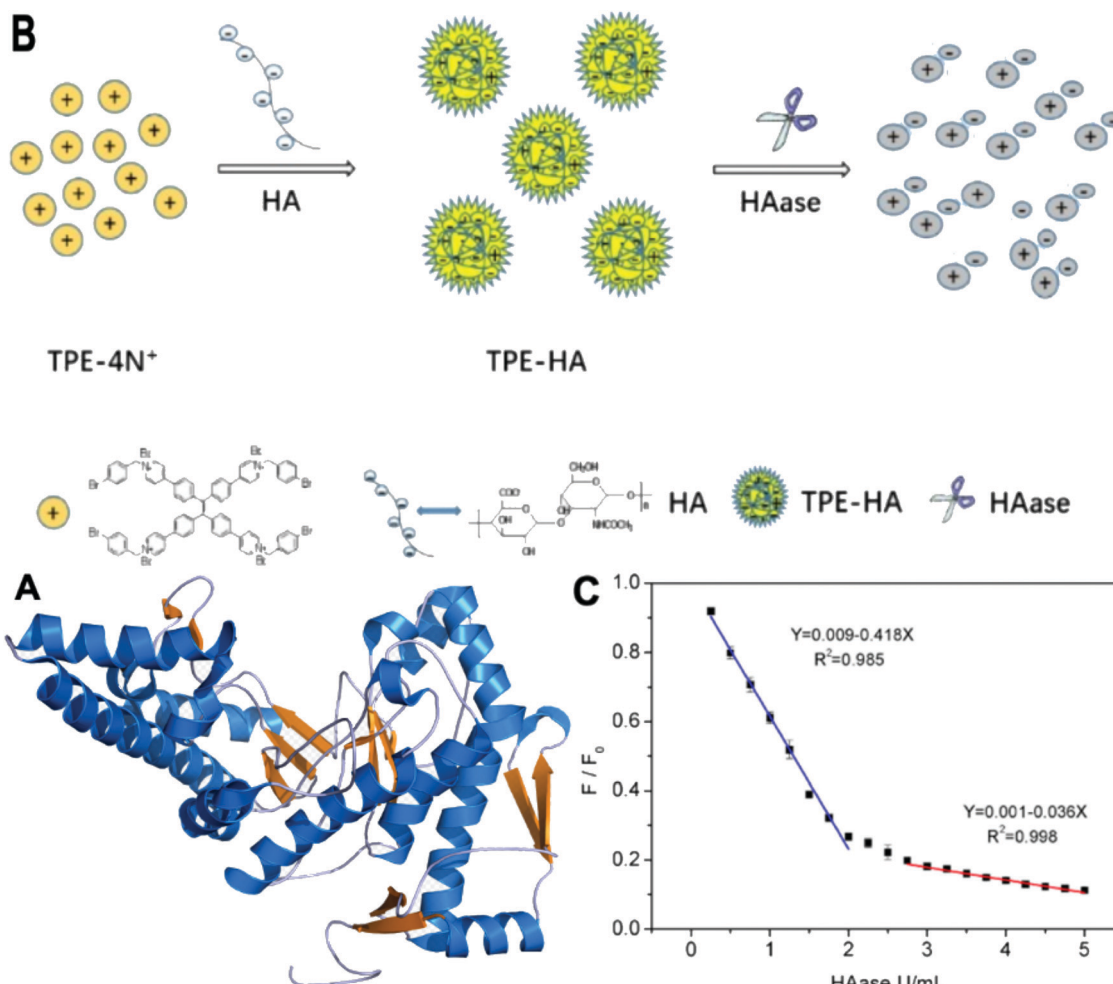 B
HA
HAase
TPE-4N⁺
TPE-HA
HA
TPE-HA
HAase
A
C
1.0
0.8
0.6
0.4
0.2
0.0
F / F₀
Y=0.009-0.418X
R²=0.985
Y=0.001-0.036X
R²=0.998
0 1 2 3 4 5
HAase U/ml